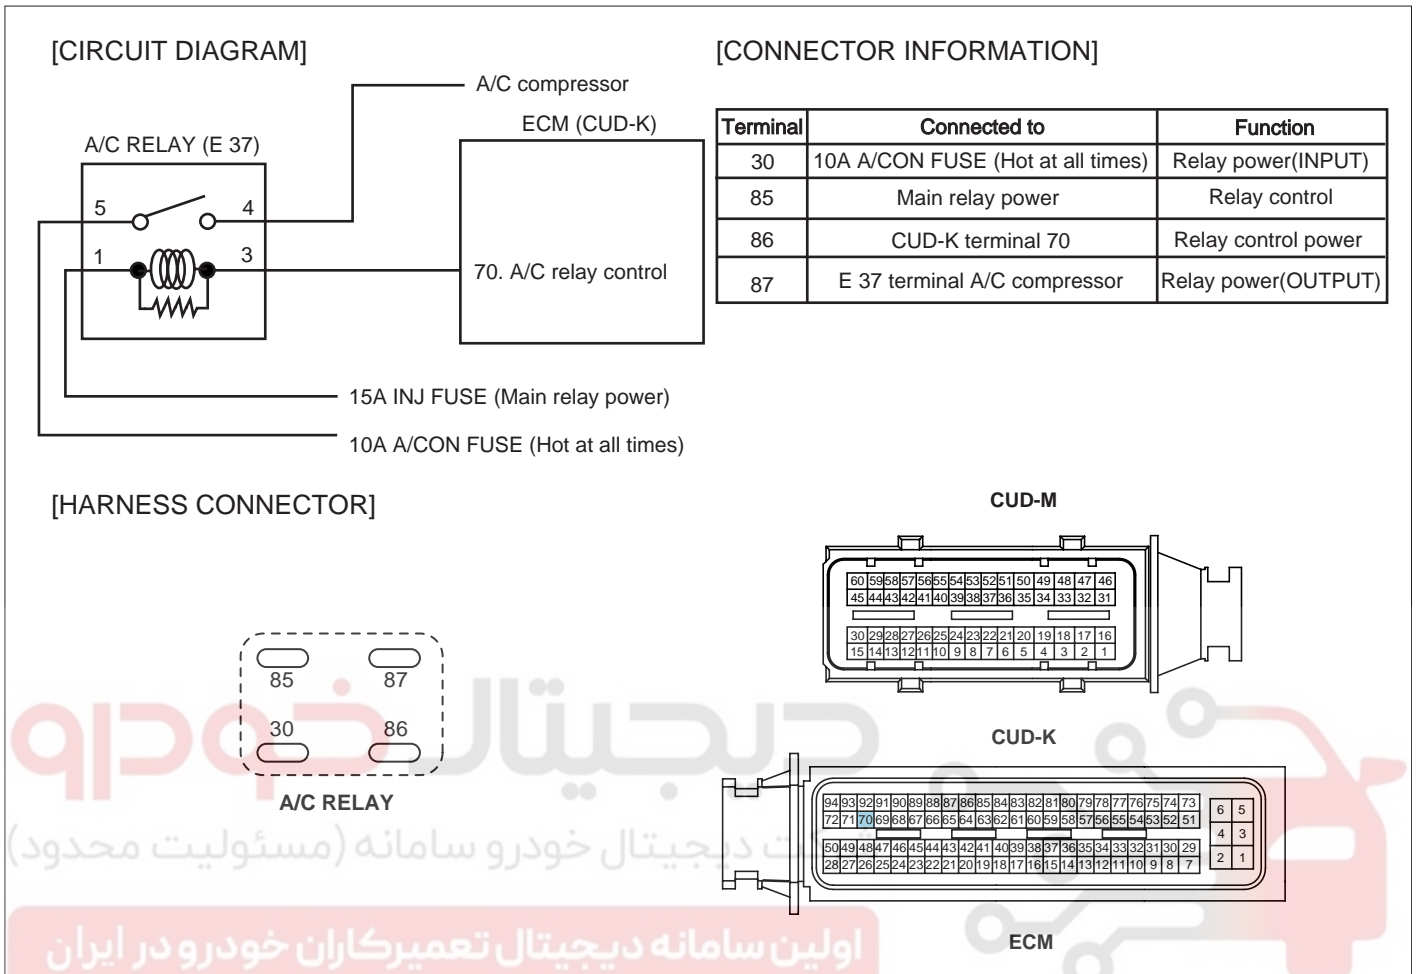 [CIRCUIT DIAGRAM]
A/C compressor
ECM (CUD-K)
A/C RELAY (E 37)
5
4
1
3
70. A/C relay control
15A INJ FUSE (Main relay power)
10A A/CON FUSE (Hot at all times)
[CONNECTOR INFORMATION]
Terminal Connected to Function
30 10A A/CON FUSE (Hot at all times) Relay power(INPUT)
85 Main relay power Relay control
86 CUD-K terminal 70 Relay control power
87 E 37 terminal A/C compressor Relay power(OUTPUT)
[HARNESS CONNECTOR]
85 87
30 86
A/C RELAY
CUD-M
60 59 58 57 56 55 54 53 52 51 50 49 48 47 46
45 44 43 42 41 40 39 38 37 36 35 34 33 32 31
30 29 28 27 26 25 24 23 22 21 20 19 18 17 16
15 14 13 12 11 10 9 8 7 6 5 4 3 2 1
CUD-K
94 93 92 91 90 89 88 87 86 85 84 83 82 81 80 79 78 77 76 75 74 73
72 71 70 69 68 67 66 65 64 63 62 61 60 59 58 57 56 55 54 53 52 51
50 49 48 47 46 45 44 43 42 41 40 39 38 37 36 35 34 33 32 31 30 29
28 27 26 25 24 23 22 21 20 19 18 17 16 15 14 13 12 11 10 9 8 7
6 5
4 3
2 1
ECM
دیجیتال خودرو
شرکت دیجیتال خودرو سامانه (مسئولیت محدود)
اولین سامانه دیجیتال تعمیرکاران خودرو در ایران